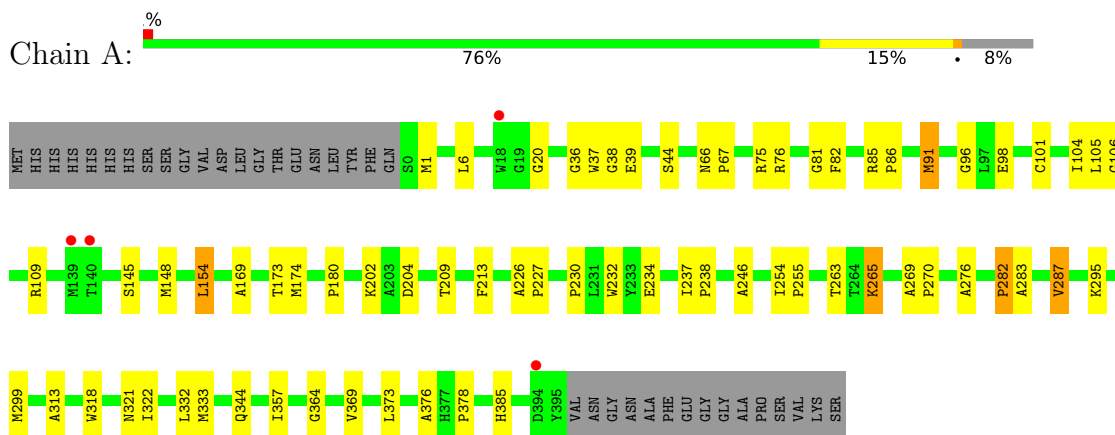 .%
Chain A:
76% 15% • 8%
MET HIS HIS HIS HIS HIS HIS SER SER GLY VAL ASP LEU GLY THR GLU ASN LEU TYR PHE GLN S0 M1 L6 W18 G19 G20 G36 W37 G38 E39 S44 N66 P67 R75 R76 G81 F82 R85 P86 M91 G96 L97 E98 C101 I104 L105
R109 M139 T140 S145 M148 L154 A169 T173 M174 P180 K202 A203 D204 T209 F213 A226 P227 P230 L231 W232 Y233 E234 I237 P238 A246 I254 P255 T263 T264 K265 A269 P270 A276 P282 A283 V287 K295
M299 A313 W318 N321 I322 L332 M333 Q344 I357 G364 V369 L373 A376 H377 P378 H385 D394 Y395 VAL ASN GLY ASN ALA PHE GLU GLY GLY ALA PRO SER VAL LYS SER